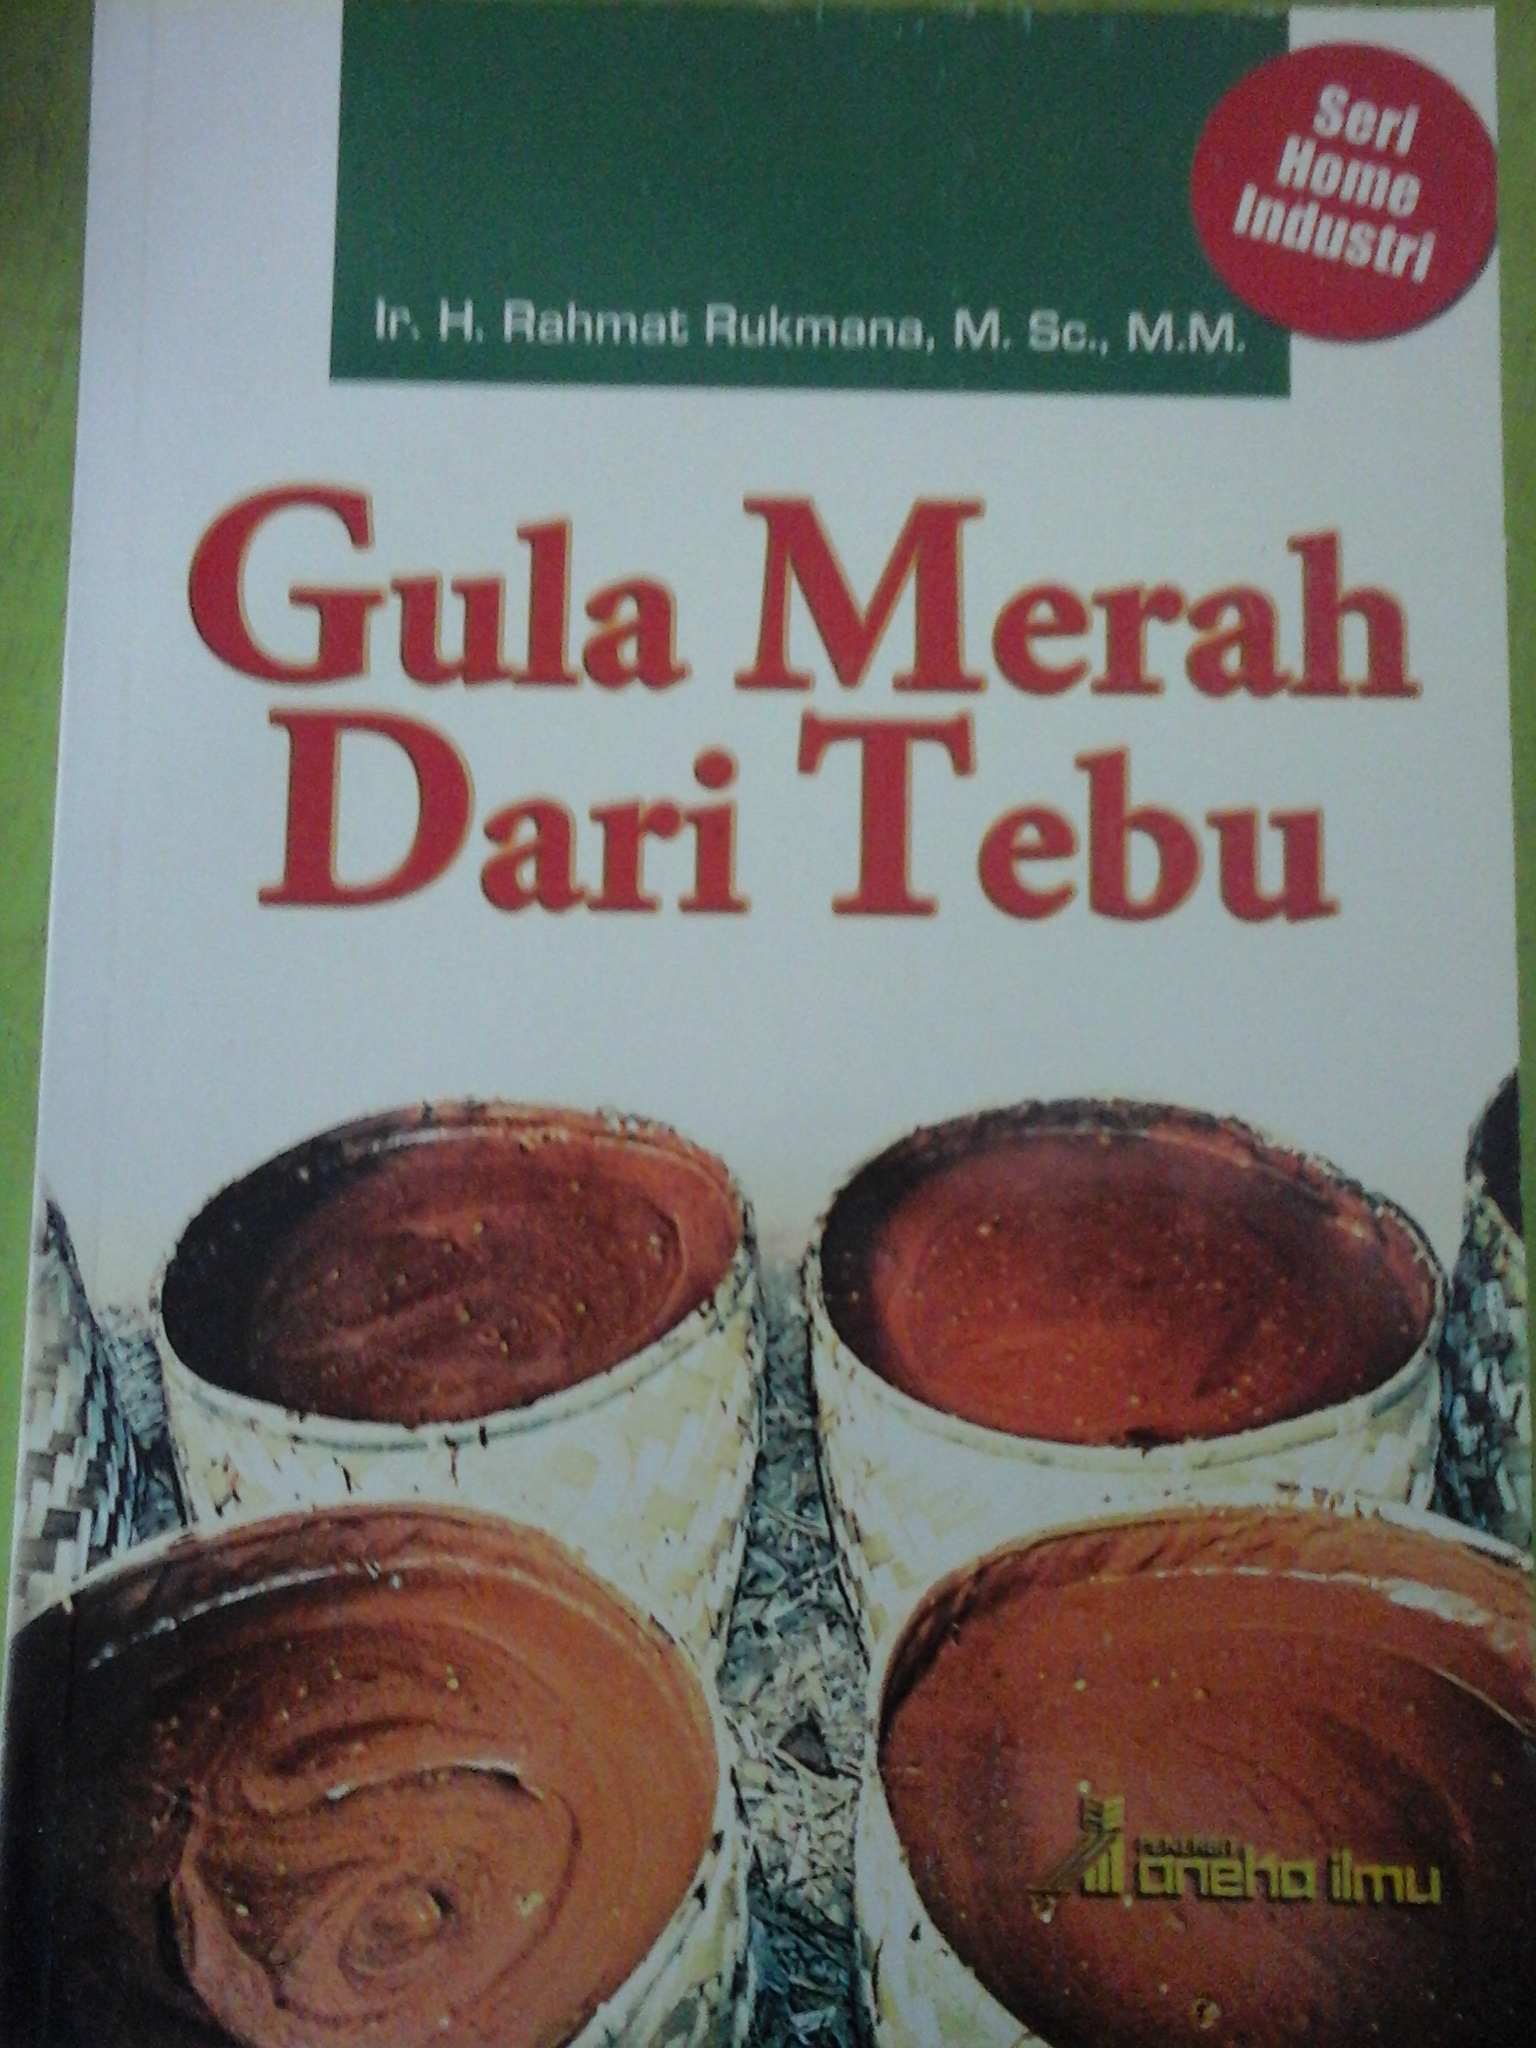 Seri
Home
Industri
Ir. H. Rahmat Rukmana, M. Sc., M.M.
Gula Merah
Dari Tebu
aneka ilmu